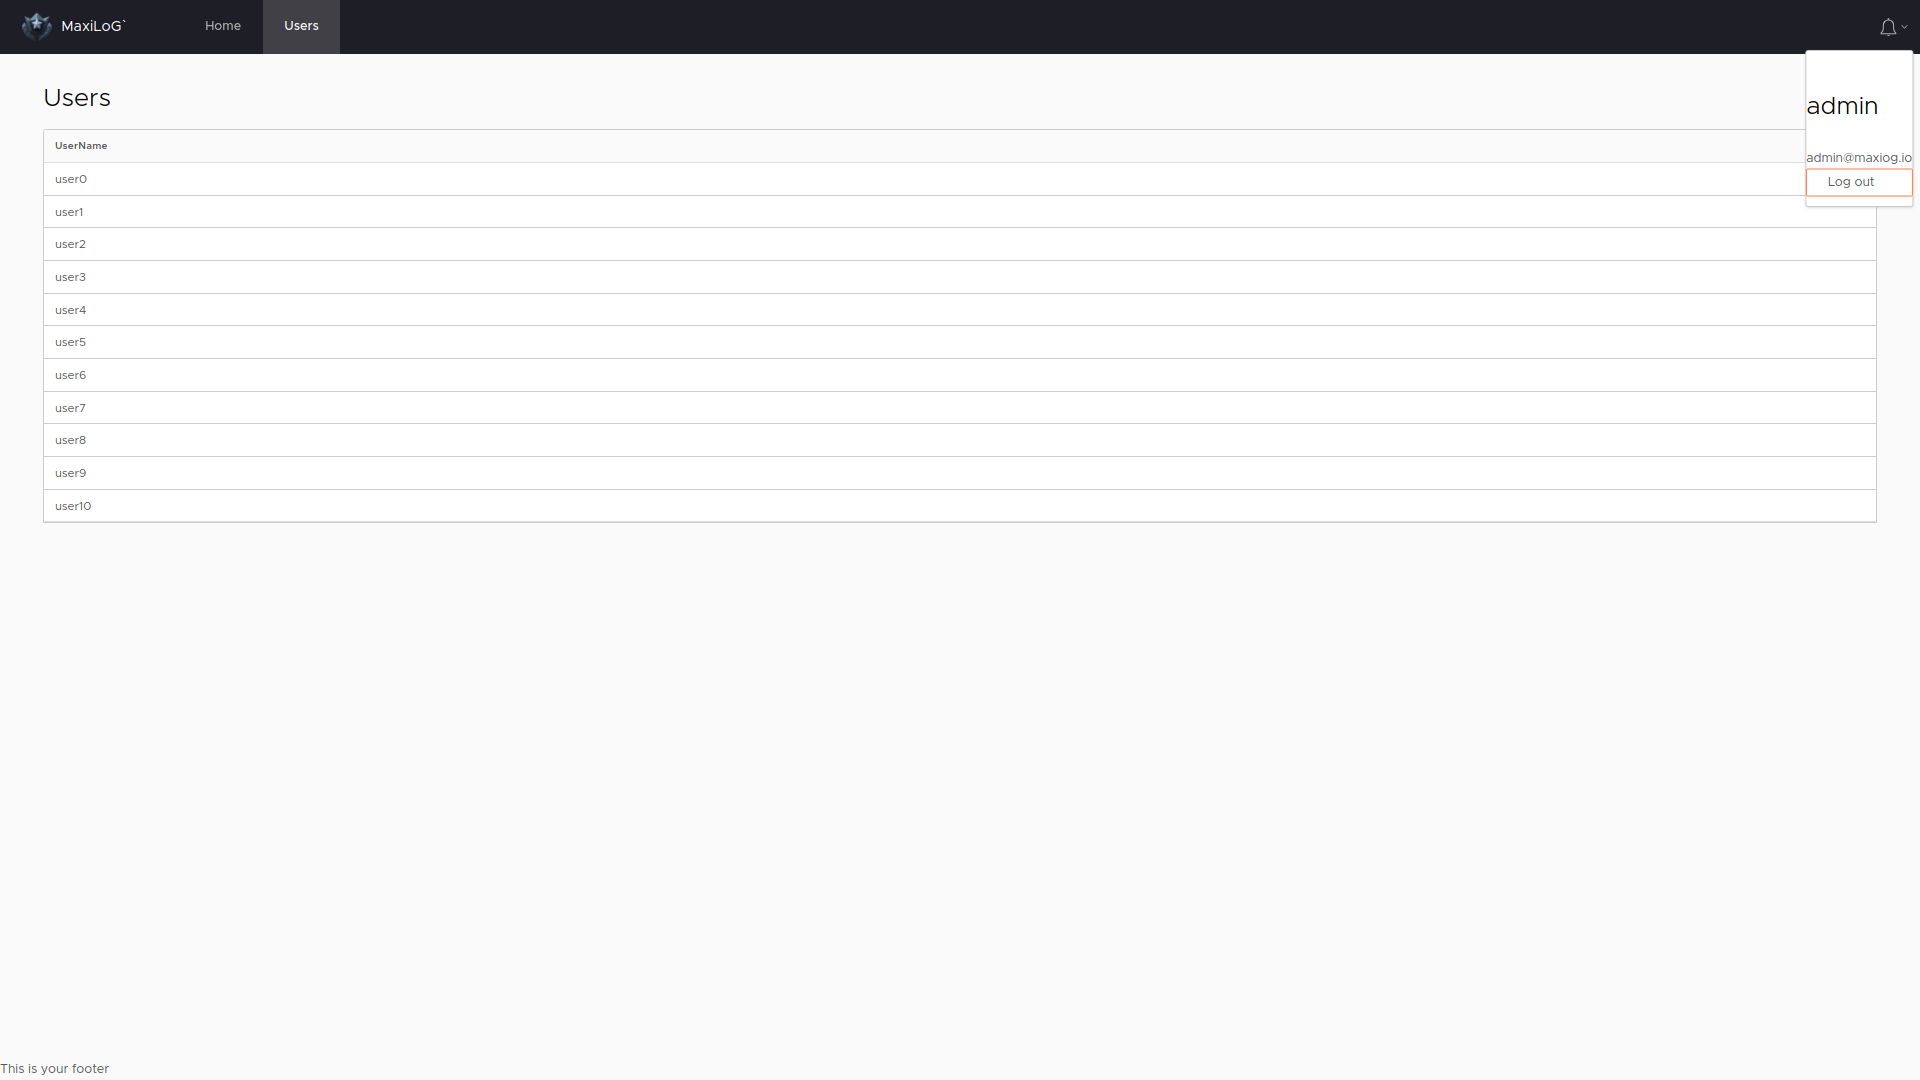 MaxiLoG`
Home
Users
Users
admin
admin@maxiog.io
Log out
UserName
user0
user1
user2
user3
user4
user5
user6
user7
user8
user9
user10
This is your footer